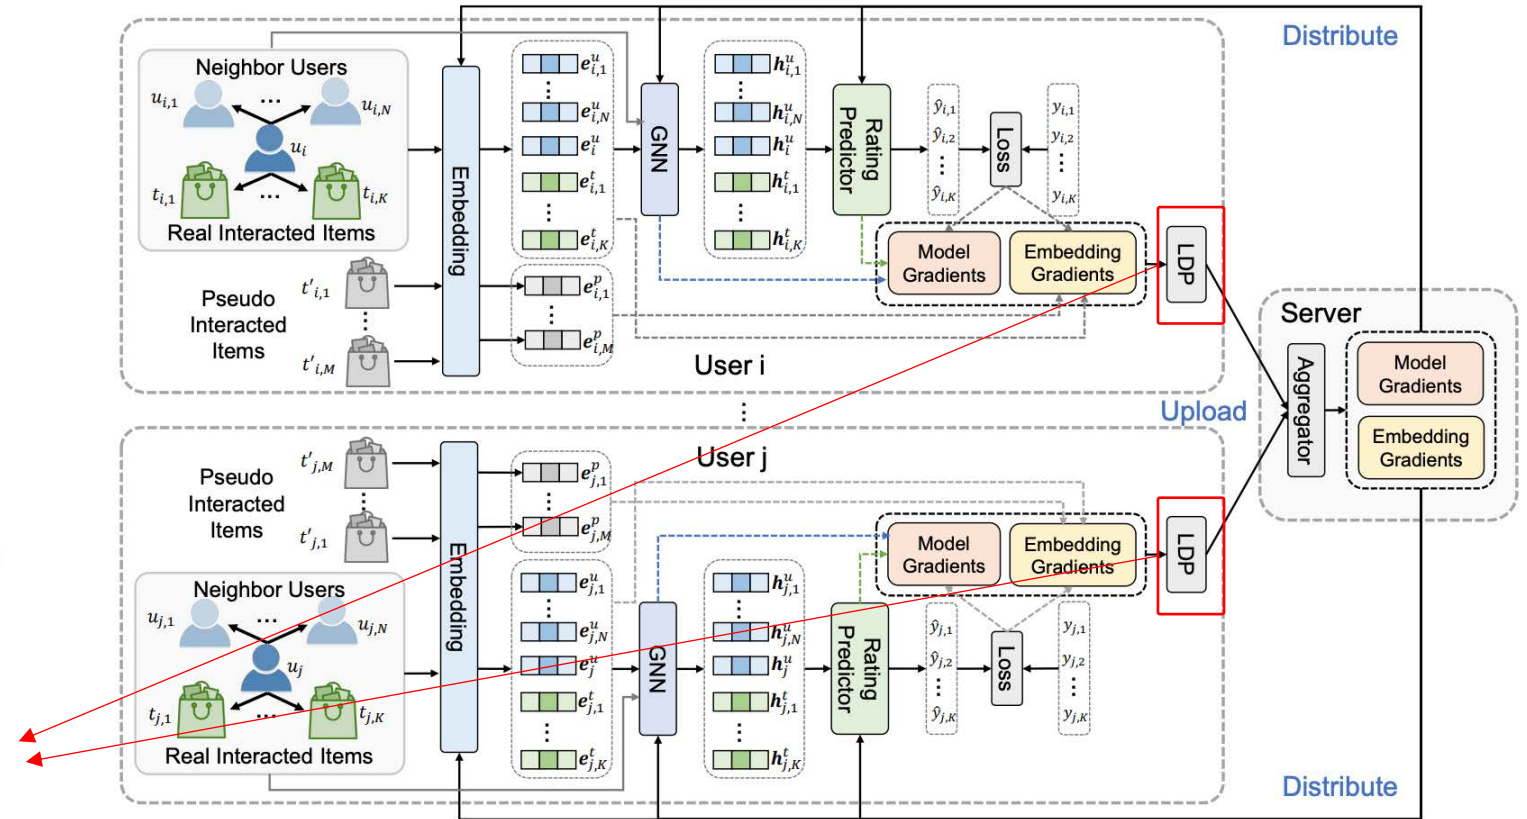 Distribute
Neighbor Users
u_{i,1}
...
u_{i,N}
u_i
t_{i,1}
...
t_{i,K}
Real Interacted Items
Pseudo
Interacted
Items
t'_{i,1}
t'_{i,M}
Embedding
e^u_{i,1}
e^u_{i,N}
e^u_i
e^t_{i,1}
e^t_{i,K}
e^p_{i,1}
e^p_{i,M}
GNN
h^u_{i,1}
h^u_{i,N}
h^u_i
h^t_{i,1}
h^t_{i,K}
Rating
Predictor
ŷ_{i,1}
ŷ_{i,2}
ŷ_{i,K}
Loss
y_{i,1}
y_{i,2}
y_{i,K}
Model
Gradients
Embedding
Gradients
LDP
User i
Upload
Server
Aggregator
Model
Gradients
Embedding
Gradients
User j
Pseudo
Interacted
Items
t'_{j,M}
t'_{j,1}
Neighbor Users
u_{j,1}
...
u_{j,N}
u_j
t_{j,1}
...
t_{j,K}
Real Interacted Items
Embedding
e^p_{j,1}
e^p_{j,M}
e^u_{j,1}
e^u_{j,N}
e^u_j
e^t_{j,1}
e^t_{j,K}
GNN
h^u_{j,1}
h^u_{j,N}
h^u_j
h^t_{j,1}
h^t_{j,K}
Rating
Predictor
Model
Gradients
Embedding
Gradients
LDP
ŷ_{j,1}
ŷ_{j,2}
ŷ_{j,K}
Loss
y_{j,1}
y_{j,2}
y_{j,K}
Distribute